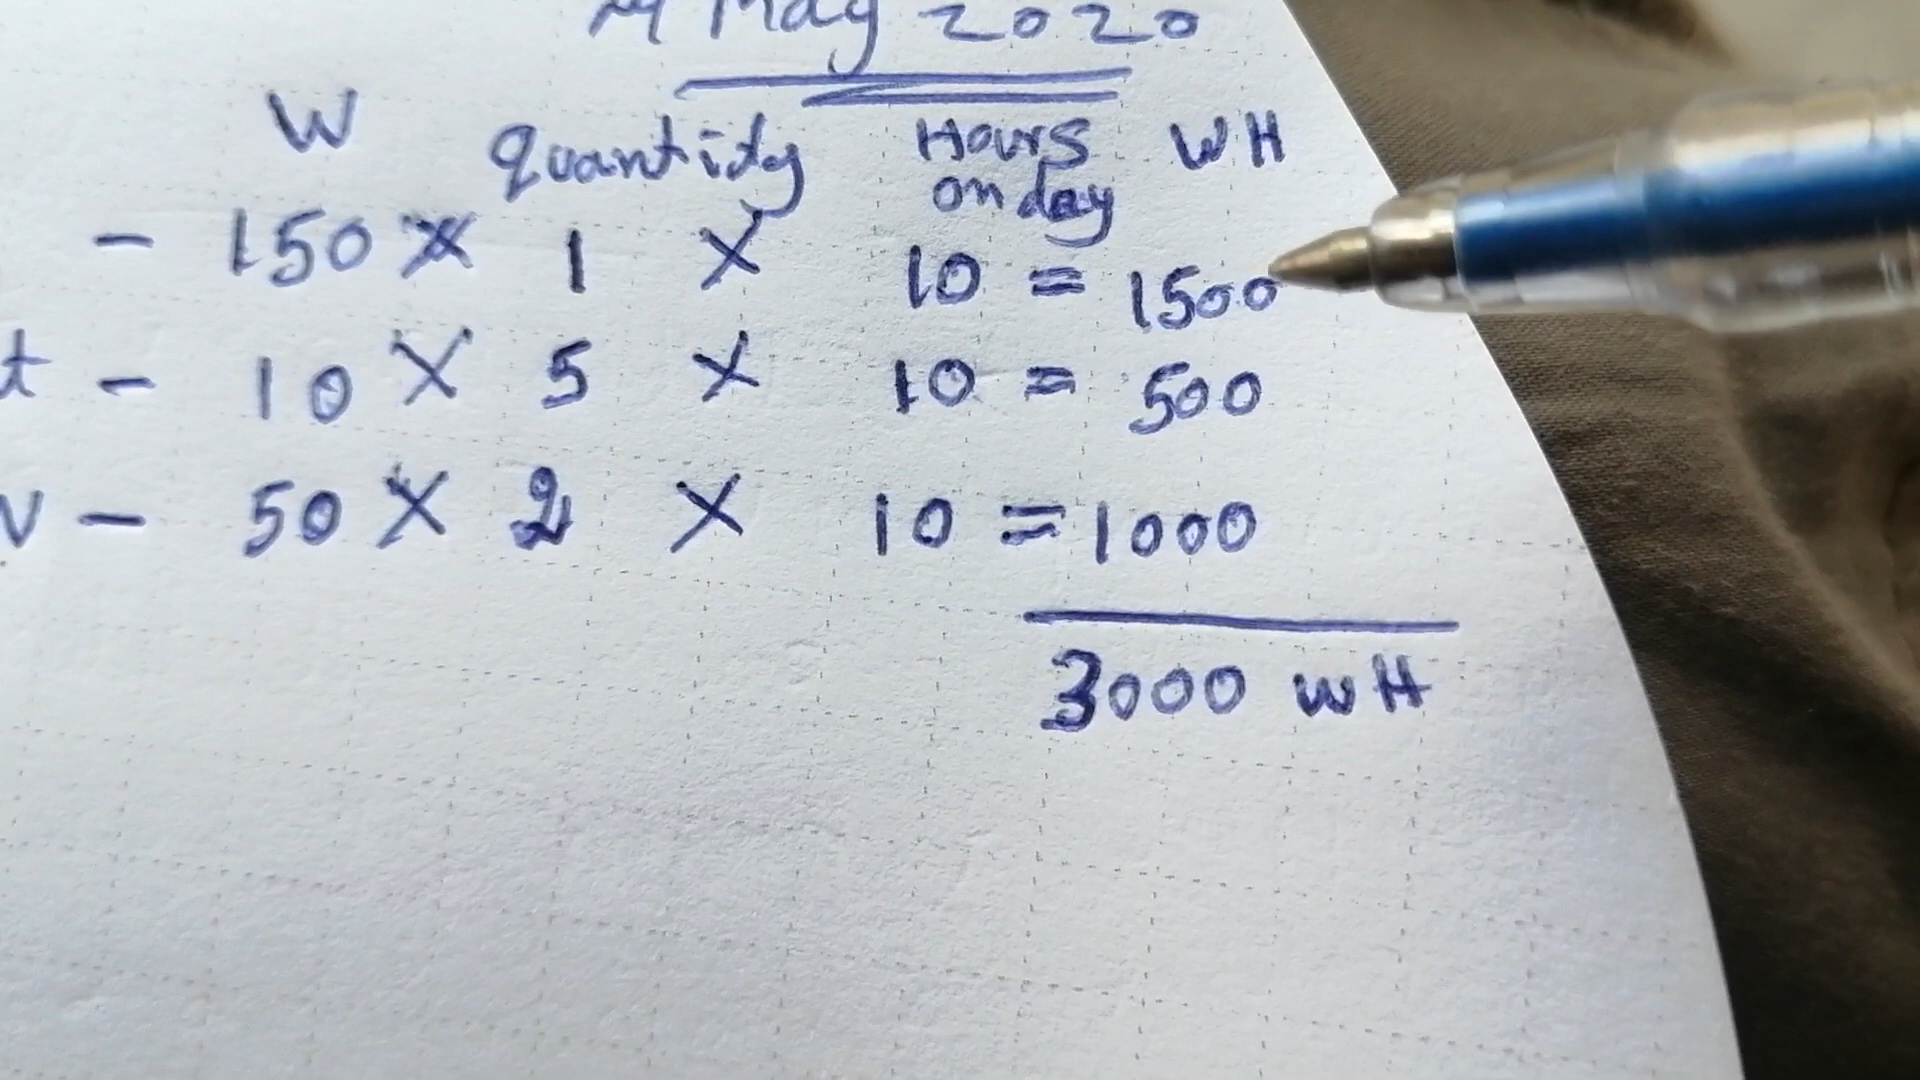 May 2020
W quantity Hours on day WH
- 150 x 1 x 10 = 1500
t - 10 x 5 x 10 = 500
v - 50 x 2 x 10 = 1000
3000 WH